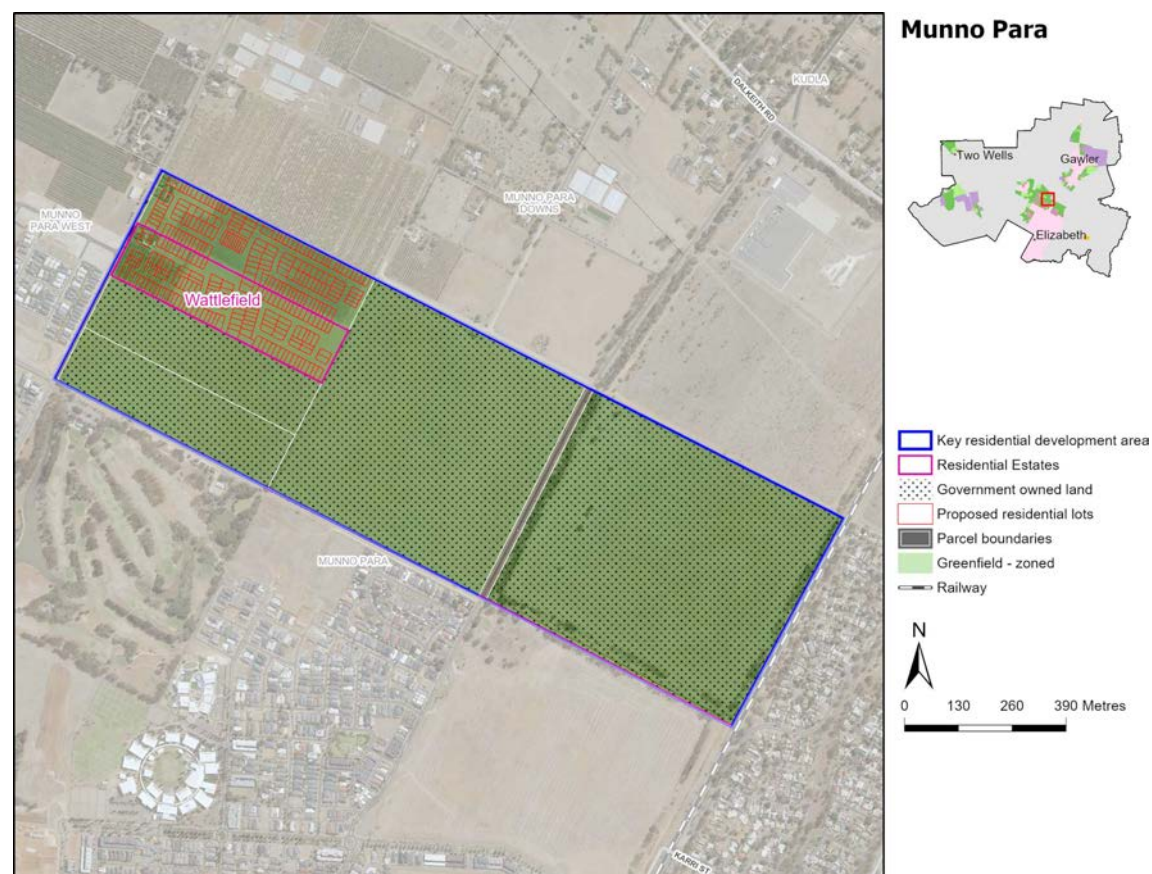 Munno Para
DALKEITH RD
KUDLA
MUNNO PARA
DOWNS
MUNNO
PARA WEST
Wattlefield
MUNNO PARA
KARRI ST
Two Wells
Gawler
Elizabeth
Key residential development area
Residential Estates
Government owned land
Proposed residential lots
Parcel boundaries
Greenfield - zoned
Railway
N
0 130 260 390 Metres